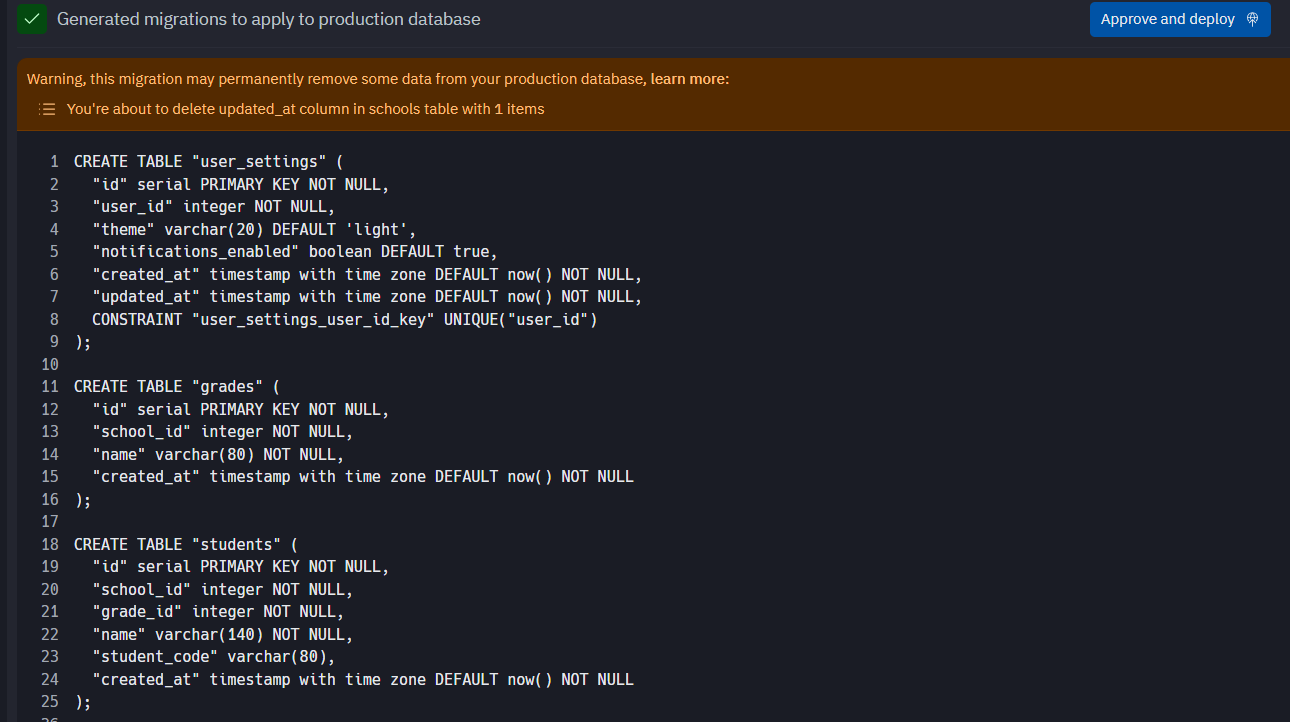 Generated migrations to apply to production database
Approve and deploy
Warning, this migration may permanently remove some data from your production database, learn more:
You're about to delete updated_at column in schools table with 1 items
1 CREATE TABLE "user_settings" (
2 "id" serial PRIMARY KEY NOT NULL,
3 "user_id" integer NOT NULL,
4 "theme" varchar(20) DEFAULT 'light',
5 "notifications_enabled" boolean DEFAULT true,
6 "created_at" timestamp with time zone DEFAULT now() NOT NULL,
7 "updated_at" timestamp with time zone DEFAULT now() NOT NULL,
8 CONSTRAINT "user_settings_user_id_key" UNIQUE("user_id")
9 );
10
11 CREATE TABLE "grades" (
12 "id" serial PRIMARY KEY NOT NULL,
13 "school_id" integer NOT NULL,
14 "name" varchar(80) NOT NULL,
15 "created_at" timestamp with time zone DEFAULT now() NOT NULL
16 );
17
18 CREATE TABLE "students" (
19 "id" serial PRIMARY KEY NOT NULL,
20 "school_id" integer NOT NULL,
21 "grade_id" integer NOT NULL,
22 "name" varchar(140) NOT NULL,
23 "student_code" varchar(80),
24 "created_at" timestamp with time zone DEFAULT now() NOT NULL
25 );